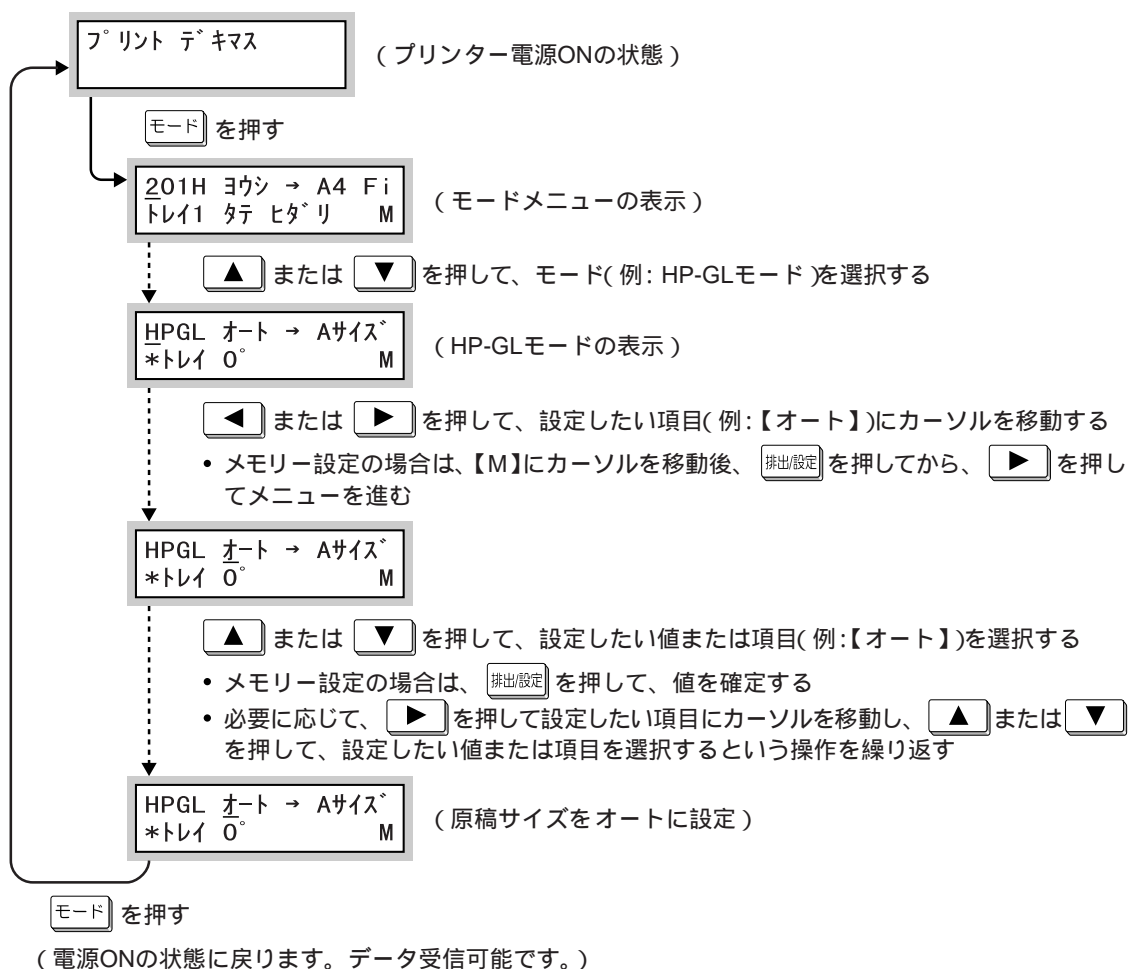 プリント デキマス
（プリンター電源ONの状態）
モード を押す
201H ヨウシ → A4 Fi
トレイ1 タテ ヒダリ M
（モードメニューの表示）
▲ または ▼ を押して、モード（例：HP-GLモード）を選択する
HPGL オート → Aサイズ
*トレイ 0° M
（HP-GLモードの表示）
◀ または ▶ を押して、設定したい項目（例：【オート】）にカーソルを移動する
• メモリー設定の場合は、【M】にカーソルを移動後、 排出/設定 を押してから、 ▶ を押し
てメニューを進む
HPGL オート → Aサイズ
*トレイ 0° M
▲ または ▼ を押して、設定したい値または項目（例：【オート】）を選択する
• メモリー設定の場合は、 排出/設定 を押して、値を確定する
• 必要に応じて、 ▶ を押して設定したい項目にカーソルを移動し、 ▲ または ▼
を押して、設定したい値または項目を選択するという操作を繰り返す
HPGL オート → Aサイズ
*トレイ 0° M
（原稿サイズをオートに設定）
モード を押す
（電源ONの状態に戻ります。データ受信可能です。）